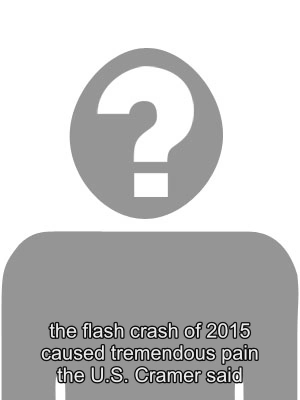 the flash crash of 2015
caused tremendous pain
the U.S. Cramer said